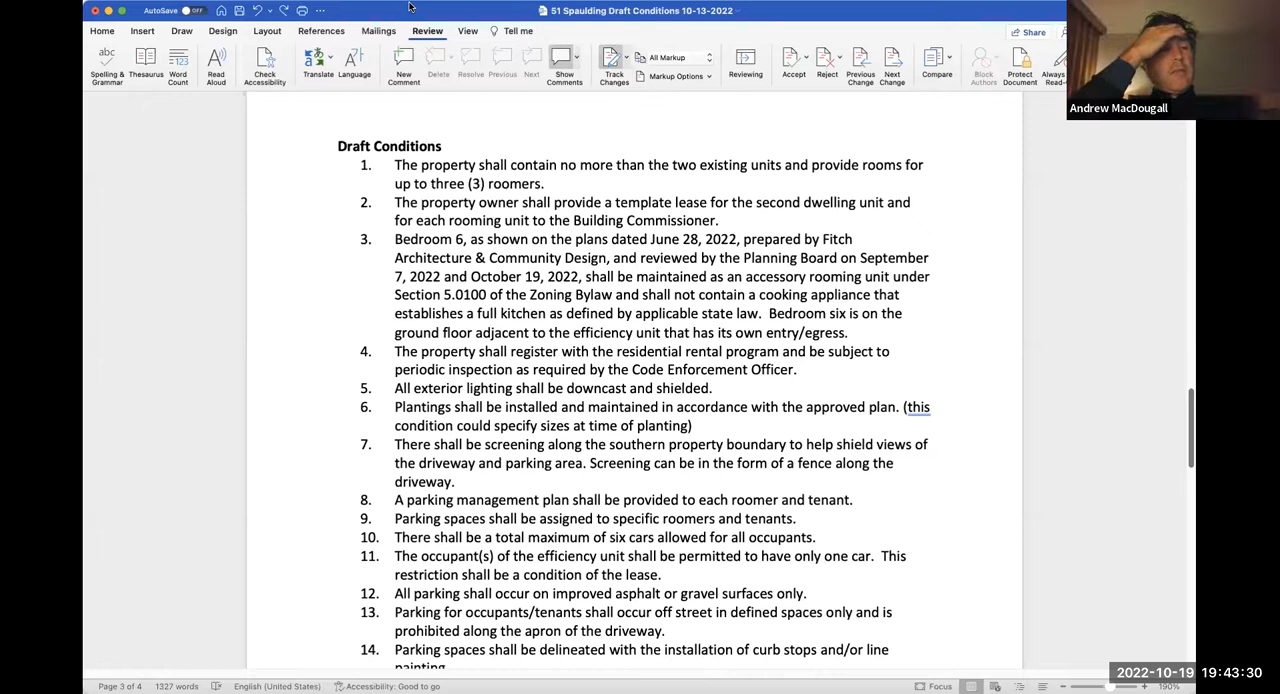 AutoSave OFF
51 Spaulding Draft Conditions 10-13-2022
Home Insert Draw Design Layout References Mailings Review View Tell me Share
Spelling & Grammar
Thesaurus
Word Count
Read Aloud
Check Accessibility
Translate
Language
New Comment
Delete
Resolve
Previous
Next
Show Comments
Track Changes
All Markup
Markup Options
Reviewing
Accept
Reject
Previous Change
Next Change
Compare
Block Authors
Protect Document
Always
Read-
Andrew MacDougall
Draft Conditions
1. The property shall contain no more than the two existing units and provide rooms for
up to three (3) roomers.
2. The property owner shall provide a template lease for the second dwelling unit and
for each rooming unit to the Building Commissioner.
3. Bedroom 6, as shown on the plans dated June 28, 2022, prepared by Fitch
Architecture & Community Design, and reviewed by the Planning Board on September
7, 2022 and October 19, 2022, shall be maintained as an accessory rooming unit under
Section 5.0100 of the Zoning Bylaw and shall not contain a cooking appliance that
establishes a full kitchen as defined by applicable state law.  Bedroom six is on the
ground floor adjacent to the efficiency unit that has its own entry/egress.
4. The property shall register with the residential rental program and be subject to
periodic inspection as required by the Code Enforcement Officer.
5. All exterior lighting shall be downcast and shielded.
6. Plantings shall be installed and maintained in accordance with the approved plan. (this
condition could specify sizes at time of planting)
7. There shall be screening along the southern property boundary to help shield views of
the driveway and parking area. Screening can be in the form of a fence along the
driveway.
8. A parking management plan shall be provided to each roomer and tenant.
9. Parking spaces shall be assigned to specific roomers and tenants.
10. There shall be a total maximum of six cars allowed for all occupants.
11. The occupant(s) of the efficiency unit shall be permitted to have only one car.  This
restriction shall be a condition of the lease.
12. All parking shall occur on improved asphalt or gravel surfaces only.
13. Parking for occupants/tenants shall occur off street in defined spaces only and is
prohibited along the apron of the driveway.
14. Parking spaces shall be delineated with the installation of curb stops and/or line
painting.
Page 3 of 4 1327 words English (United States) Accessibility: Good to go Focus 190%
2022-10-19 19:43:30